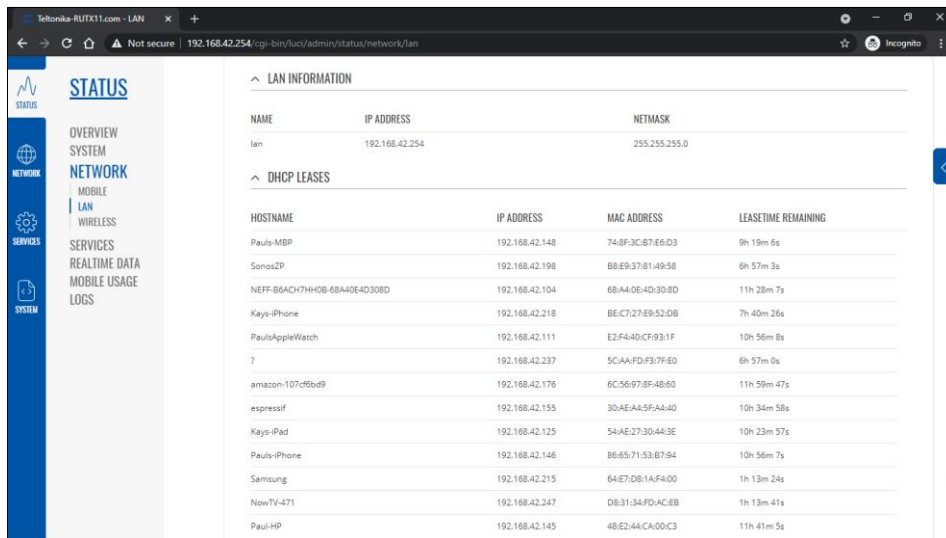 Teltonika-RUTX11.com - LAN
Not secure 192.168.42.254/cgi-bin/luci/admin/status/network/lan Incognito
STATUS
NETWORK
SERVICES
SYSTEM
STATUS
OVERVIEW
SYSTEM
NETWORK
MOBILE
LAN
WIRELESS
SERVICES
REALTIME DATA
MOBILE USAGE
LOGS
LAN INFORMATION
NAME IP ADDRESS NETMASK
lan 192.168.42.254 255.255.255.0
DHCP LEASES
HOSTNAME IP ADDRESS MAC ADDRESS LEASETIME REMAINING
Pauls-MBP 192.168.42.148 74:8F:3C:B7:E6:D3 9h 19m 6s
SonosZP 192.168.42.198 B8:E9:37:81:49:58 6h 57m 3s
NEFF-B6ACH7HH0B-68A40E4D308D 192.168.42.104 68:A4:0E:4D:30:8D 11h 28m 7s
Kays-iPhone 192.168.42.218 BE:C7:27:E9:52:DB 7h 40m 26s
PaulsAppleWatch 192.168.42.111 E2:F4:40:CF:93:1F 10h 56m 8s
? 192.168.42.237 5C:AA:FD:F3:7F:E0 6h 57m 0s
amazon-107cf6bd9 192.168.42.176 6C:56:97:8F:48:60 11h 59m 47s
espressif 192.168.42.155 30:AE:A4:5F:A4:40 10h 34m 58s
Kays-iPad 192.168.42.125 54:AE:27:30:44:3E 10h 23m 57s
Pauls-iPhone 192.168.42.146 86:65:71:53:B7:94 10h 56m 7s
Samsung 192.168.42.215 64:E7:D8:1A:F4:00 1h 13m 24s
NowTV-471 192.168.42.247 D8:31:34:FD:AC:EB 1h 13m 41s
Paul-HP 192.168.42.145 48:E2:44:CA:00:C3 11h 41m 5s